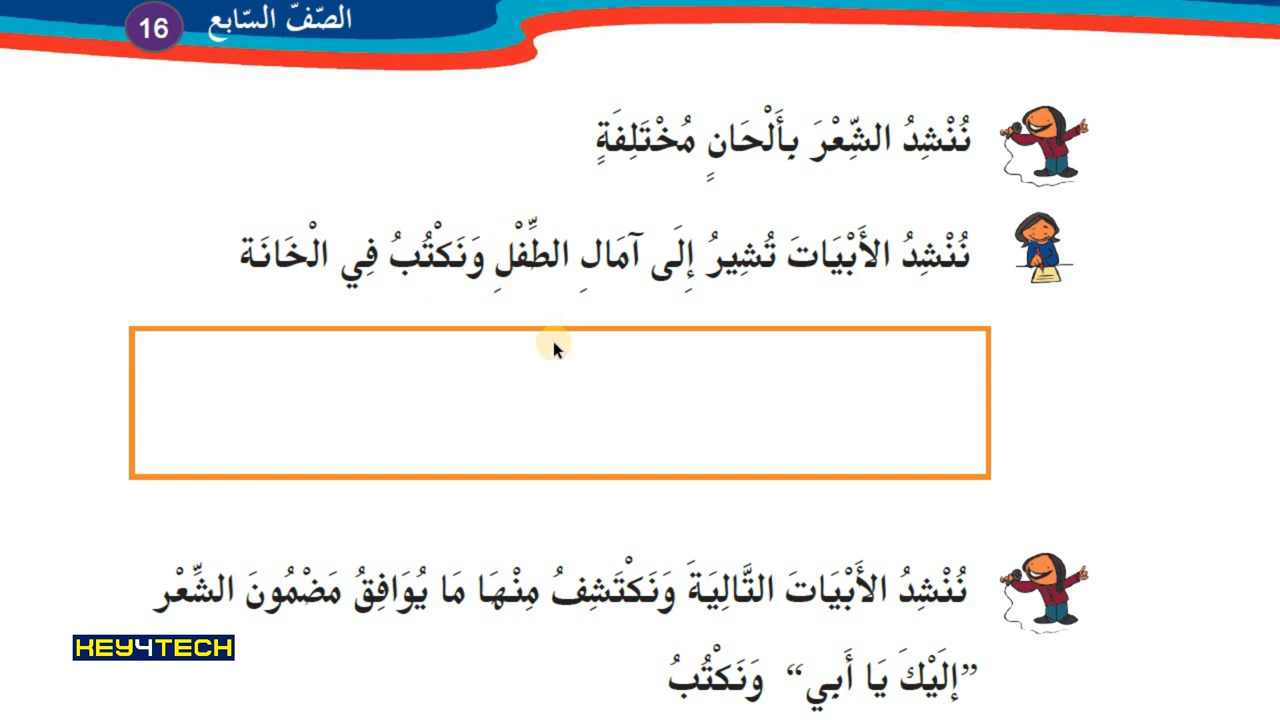 الصّفّ السّابع
16
نُنْشِدُ الشِّعْرَ بِأَلْحَانٍ مُخْتَلِفَةٍ
نُنْشِدُ الأَبْيَاتَ تُشِيرُ إِلَى آمَالِ الطِّفْلِ وَنَكْتُبُ فِي الْخَانَة
نُنْشِدُ الأَبْيَاتَ التَّالِيَةَ وَنَكْتَشِفُ مِنْهَا مَا يُوَافِقُ مَضْمُونَ الشِّعْر
”إِلَيْكَ يَا أَبِي“ وَنَكْتُبُ
KEY4TECH